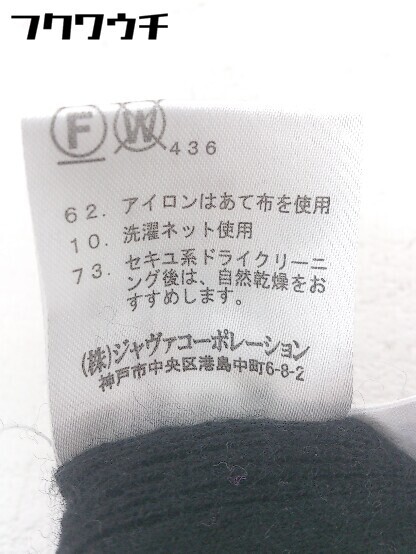 フクワウチ
F W 436
62. アイロンはあて布を使用
10. 洗濯ネット使用
73. セキユ系ドライクリーニ
ング後は、自然乾燥をお
すすめします。
(株)ジャヴァコーポレーション
神戸市中央区港島中町6-8-2